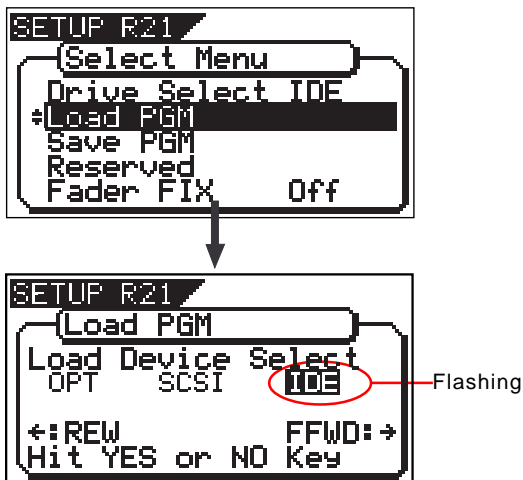 SETUP R21
Select Menu
Drive Select IDE
Load PGM
Save PGM
Reserved
Fader FIX Off
SETUP R21
Load PGM
Load Device Select
OPT SCSI IDE
Flashing
←:REW FFWD:→
Hit YES or NO Key